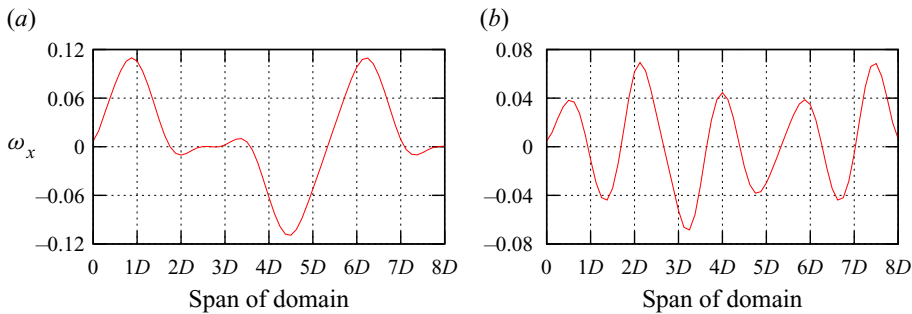 (a)
0.12
0.06
0
–0.06
–0.12
ω_x
0 1D 2D 3D 4D 5D 6D 7D 8D
Span of domain
(b)
0.08
0.04
0
–0.04
–0.08
0 1D 2D 3D 4D 5D 6D 7D 8D
Span of domain